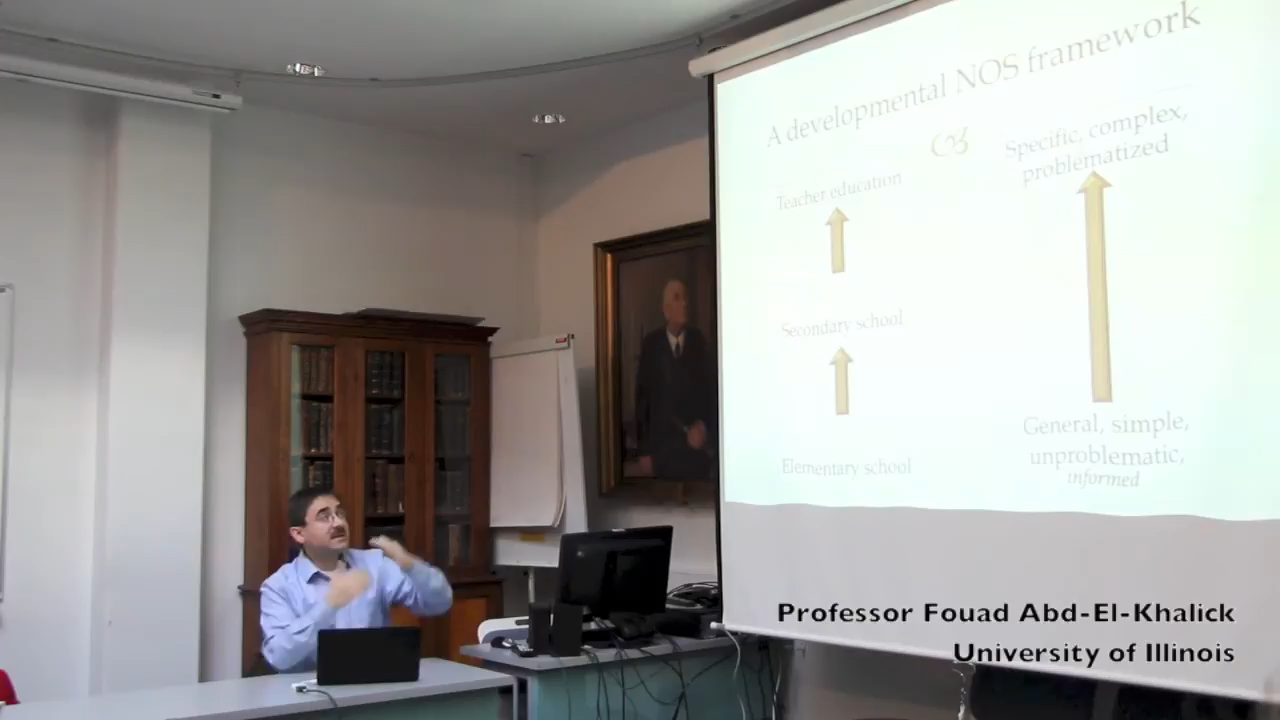 A developmental NOS framework
Teacher education
Secondary school
Elementary school
Specific, complex,
problematized
General, simple,
unproblematic,
informed
Professor Fouad Abd-El-Khalick
University of Illinois